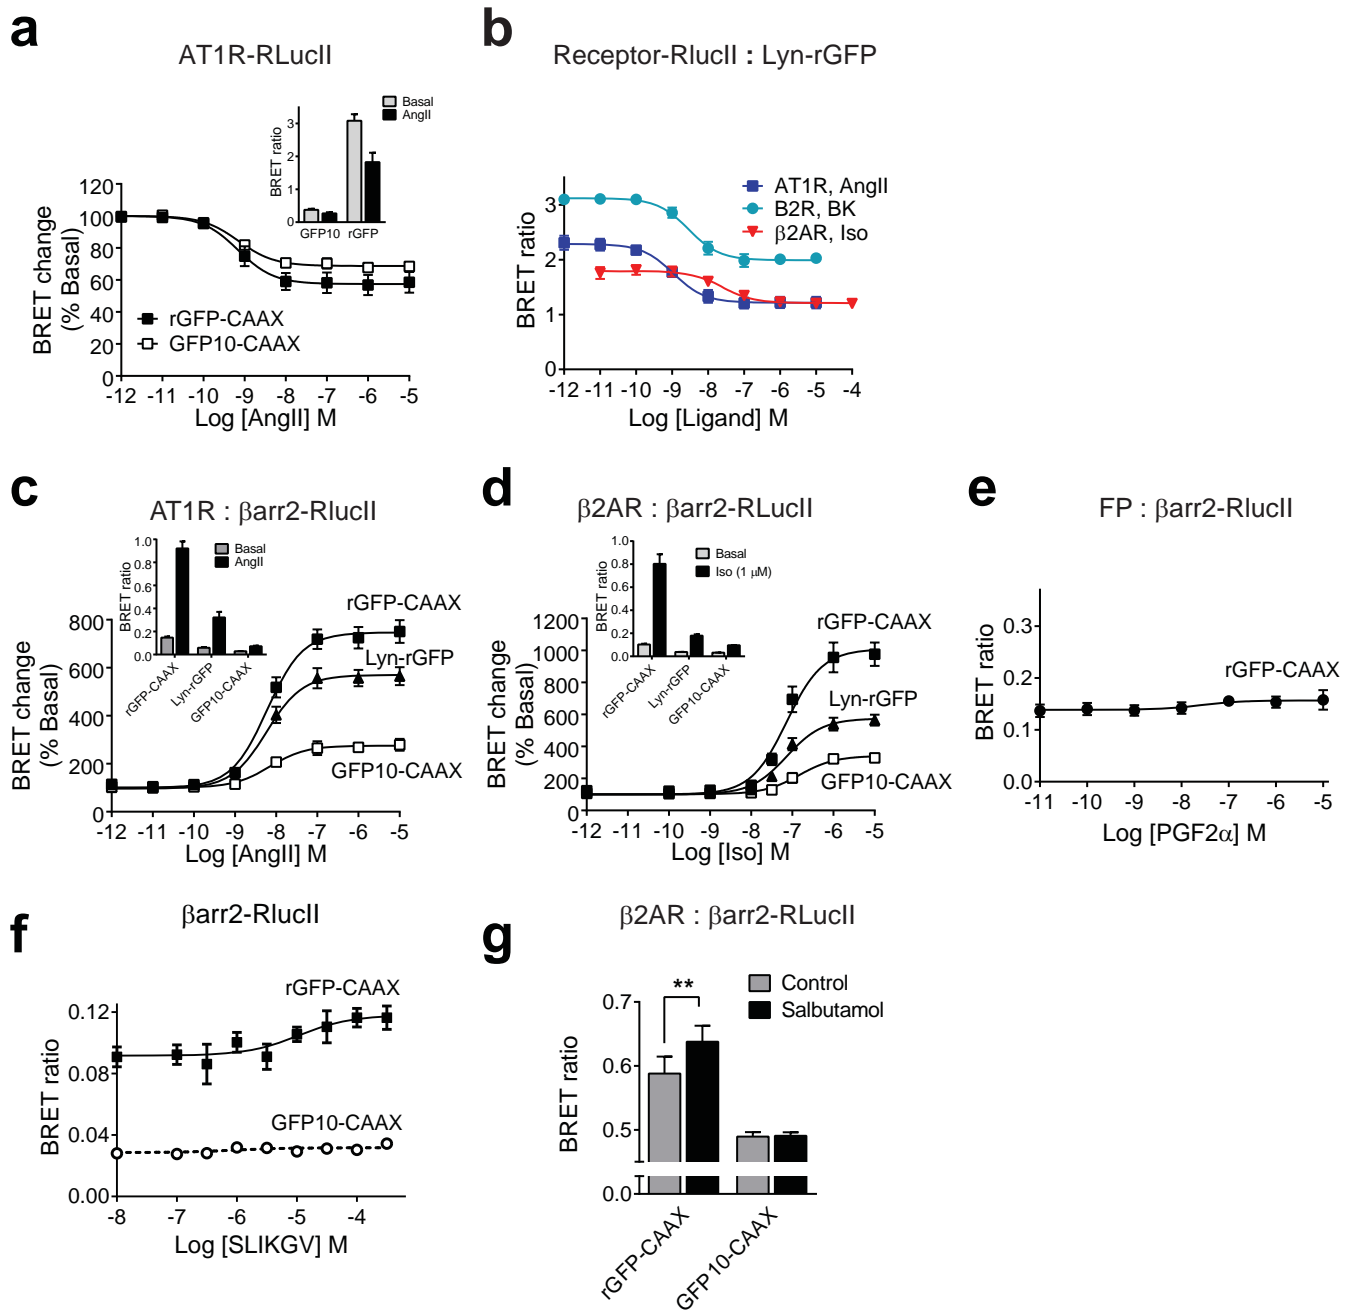 a
AT1R-RLucII
Basal
AngII
BRET ratio
3
2
1
0
GFP10 rGFP
BRET change
(% Basal)
120
100
80
60
40
20
0
rGFP-CAAX
GFP10-CAAX
-12 -11 -10 -9 -8 -7 -6 -5
Log [AngII] M
b
Receptor-RlucII : Lyn-rGFP
AT1R, AngII
B2R, BK
β2AR, Iso
BRET ratio
3
2
1
0
-12 -11 -10 -9 -8 -7 -6 -5 -4
Log [Ligand] M
c
AT1R : βarr2-RlucII
Basal
AngII
BRET ratio
1.0
0.8
0.6
0.4
0.2
0.0
rGFP-CAAX
Lyn-rGFP
GFP10-CAAX
BRET change
(% Basal)
800
600
400
200
0
rGFP-CAAX
Lyn-rGFP
GFP10-CAAX
-12 -11 -10 -9 -8 -7 -6 -5
Log [AngII] M
d
β2AR : βarr2-RLucII
Basal
Iso (1 μM)
BRET ratio
1.0
0.8
0.6
0.4
0.2
0.0
rGFP-CAAX
Lyn-rGFP
GFP10-CAAX
BRET change
(% Basal)
1200
1000
800
600
400
200
0
rGFP-CAAX
Lyn-rGFP
GFP10-CAAX
-12 -11 -10 -9 -8 -7 -6 -5
Log [Iso] M
e
FP : βarr2-RlucII
BRET ratio
0.3
0.2
0.1
0.0
rGFP-CAAX
-11 -10 -9 -8 -7 -6 -5
Log [PGF2α] M
f
βarr2-RlucII
BRET ratio
0.12
0.08
0.04
0.00
rGFP-CAAX
GFP10-CAAX
-8 -7 -6 -5 -4
Log [SLIKGV] M
g
β2AR : βarr2-RLucII
Control
Salbutamol
**
BRET ratio
0.7
0.6
0.5
0.0
rGFP-CAAX
GFP10-CAAX